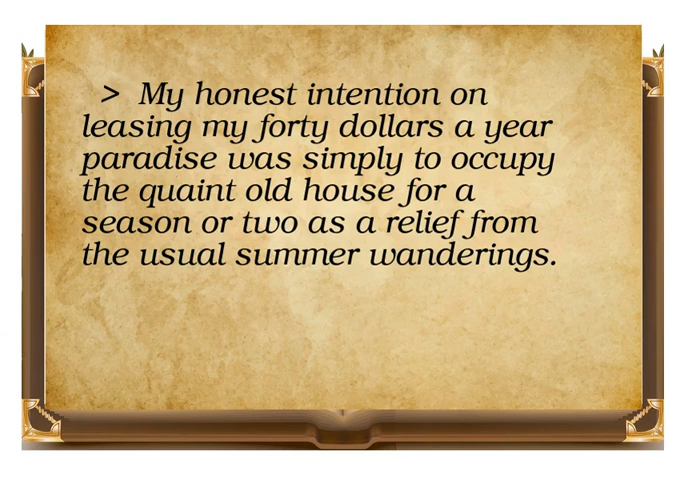 > My honest intention on
leasing my forty dollars a year
paradise was simply to occupy
the quaint old house for a
season or two as a relief from
the usual summer wanderings.